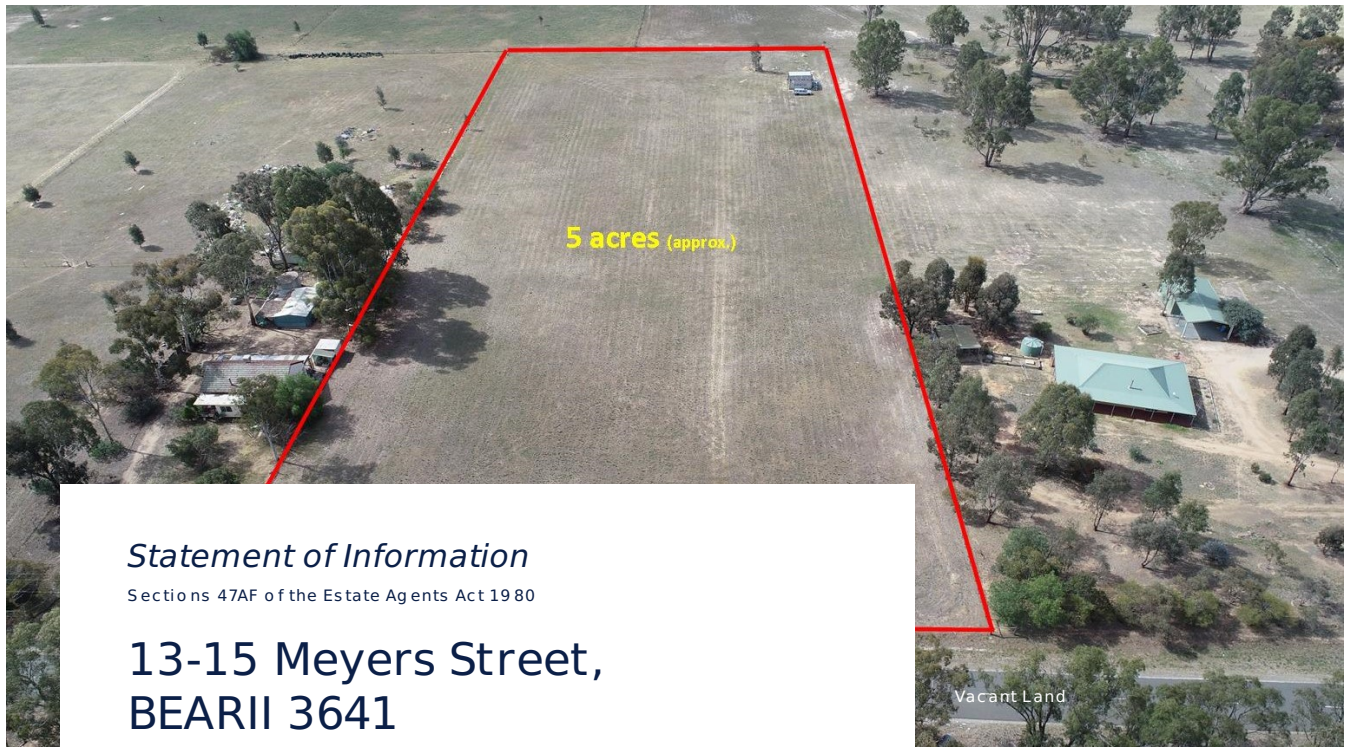 5 acres (approx.)
Statement of Information
Sections 47AF of the Estate Agents Act 1980
13-15 Meyers Street,
BEARII 3641
Vacant Land